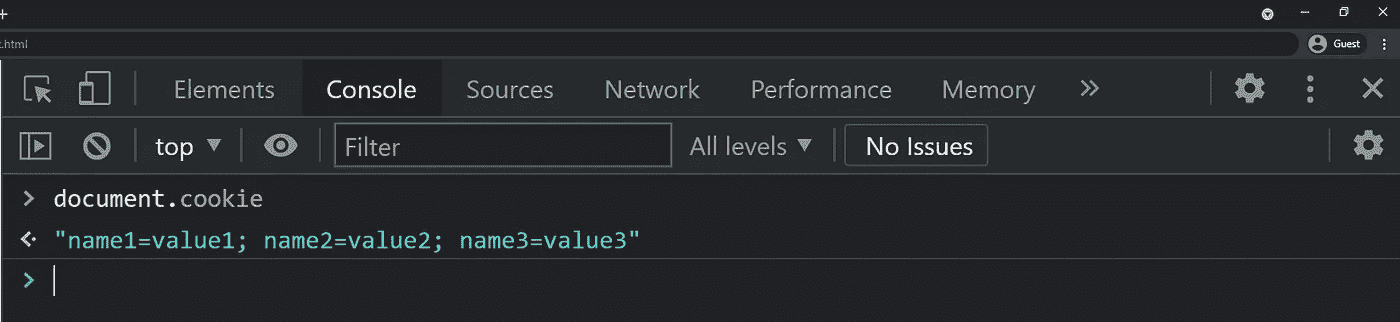 .html
Guest
Elements Console Sources Network Performance Memory
top Filter All levels No Issues
document.cookie
"name1=value1; name2=value2; name3=value3"